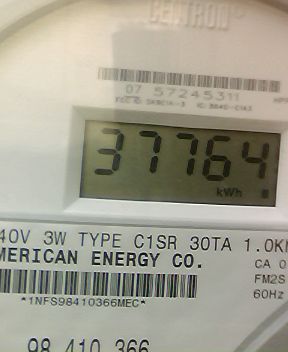 CENTRON
07 57245311
37764
kWh
40V 3W TYPE C1SR 30TA 1.0K
MERICAN ENERGY CO.
CA 0
FM2S
60Hz
*1NFS98410366MEC*
98 410 366